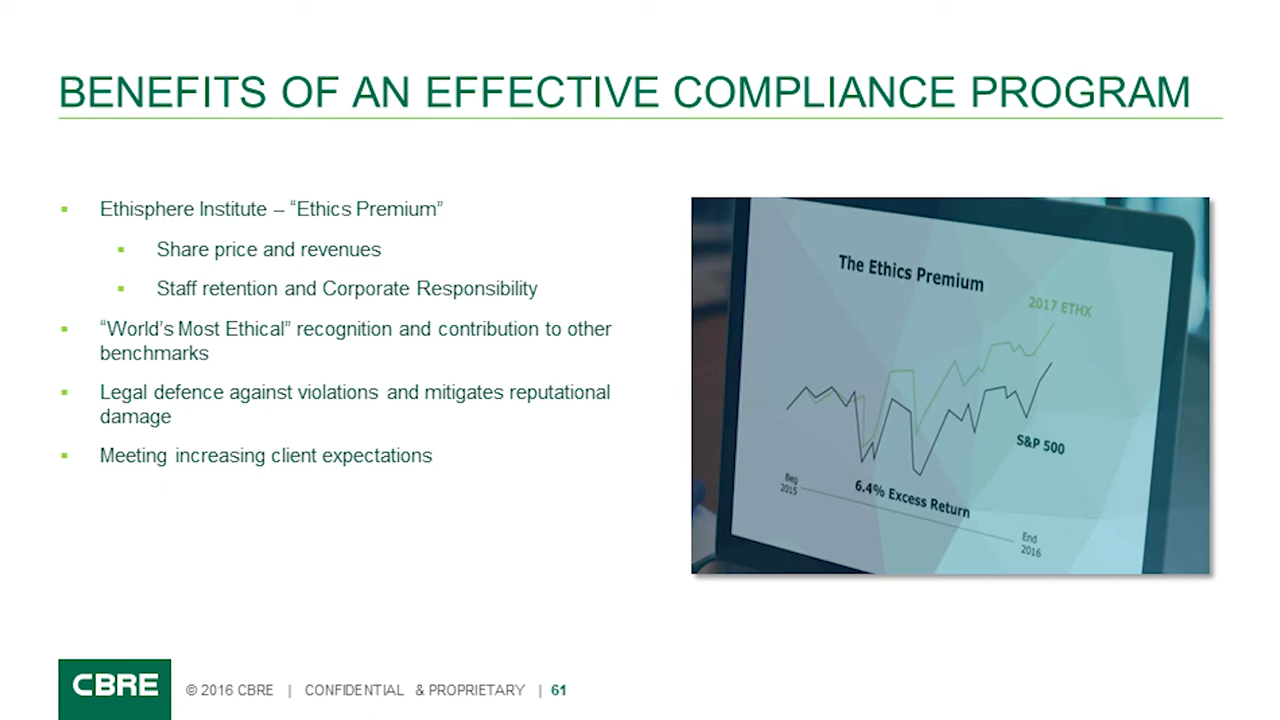 BENEFITS OF AN EFFECTIVE COMPLIANCE PROGRAM
Ethisphere Institute – “Ethics Premium”
Share price and revenues
Staff retention and Corporate Responsibility
“World’s Most Ethical” recognition and contribution to other
benchmarks
Legal defence against violations and mitigates reputational
damage
Meeting increasing client expectations
The Ethics Premium
2017 ETHX
S&P 500
Beg
2015
6.4% Excess Return
End
2016
CBRE
© 2016 CBRE | CONFIDENTIAL & PROPRIETARY | 61